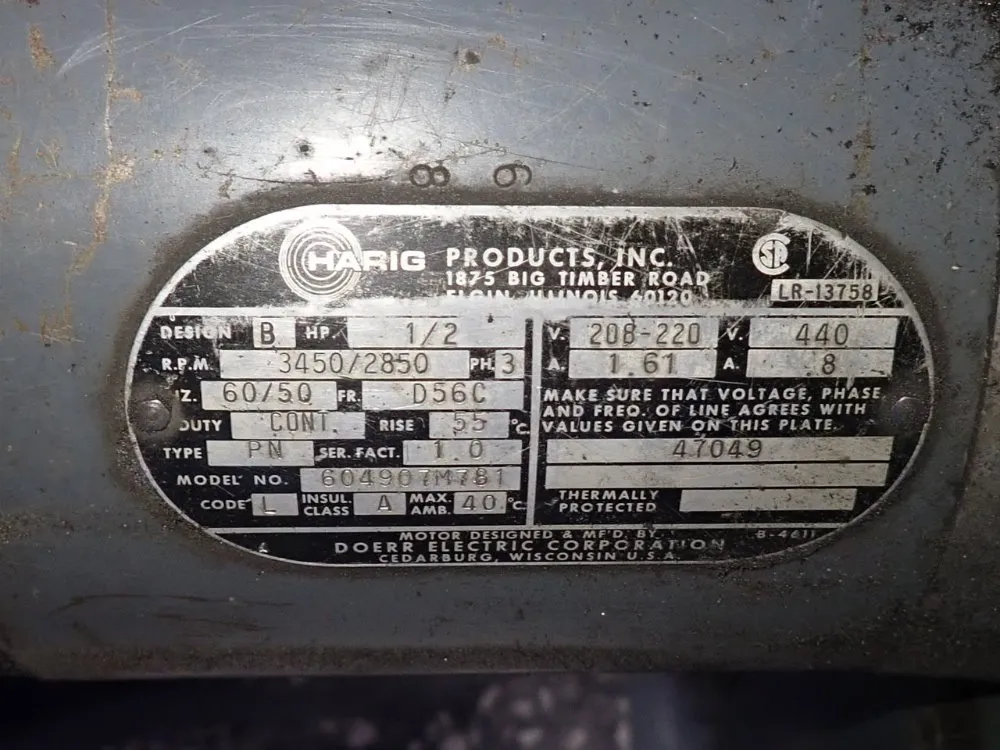 8 6
HARIG PRODUCTS, INC.
1875 BIG TIMBER ROAD
ELGIN, ILLINOIS 60120
SA
LR-13758
DESIGN B HP. 1/2
R.P.M. 3450/2850 PH. 3
HZ. 60/50 FR. D56C
DUTY CONT. RISE 55 °C.
TYPE PN SER. FACT. 1.0
MODEL NO. 604907M781
CODE L INSUL. CLASS A MAX. AMB. 40 °C.
V. 208-220 V. 440
A. 1.61 A. .8
MAKE SURE THAT VOLTAGE, PHASE
AND FREQ. OF LINE AGREES WITH
VALUES GIVEN ON THIS PLATE.
47049
THERMALLY
PROTECTED
MOTOR DESIGNED & MF'D. BY B-4611
DOERR ELECTRIC CORPORATION
CEDARBURG, WISCONSIN U.S.A.